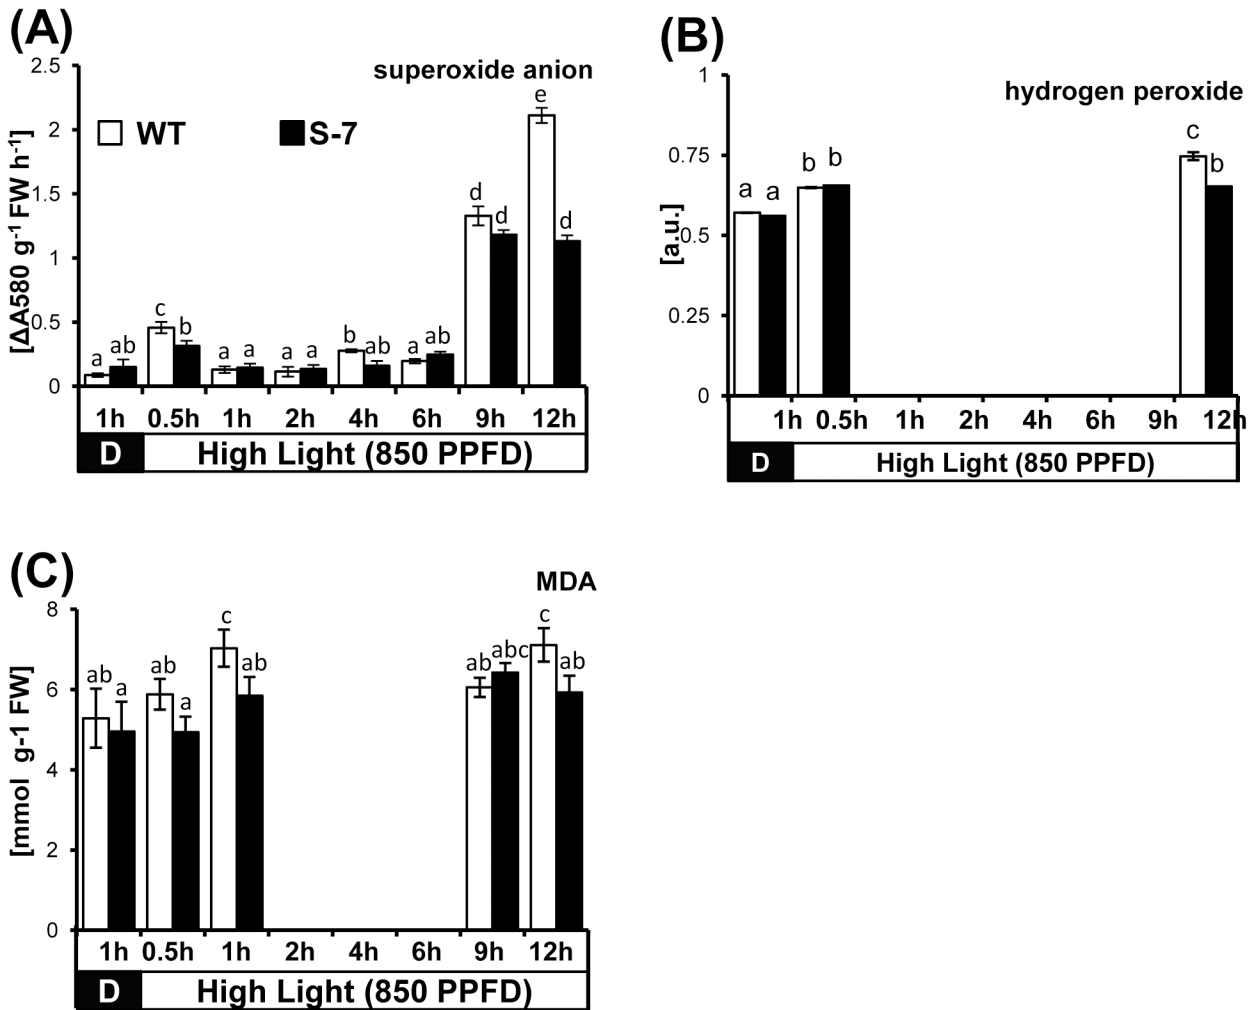 (A)
superoxide anion
WT S-7
[ΔA580 g⁻¹ FW h⁻¹]
2.5
2
1.5
1
0.5
0
a ab c b a a a a b ab a ab d d e d
1h 0.5h 1h 2h 4h 6h 9h 12h
D High Light (850 PPFD)
(B)
hydrogen peroxide
[a.u.]
1
0.75
0.5
0.25
0
a a b b c b
1h 0.5h 1h 2h 4h 6h 9h 12h
D High Light (850 PPFD)
(C)
MDA
[mmol g-1 FW]
8
6
4
2
0
ab a ab a c ab ab abc c ab
1h 0.5h 1h 2h 4h 6h 9h 12h
D High Light (850 PPFD)